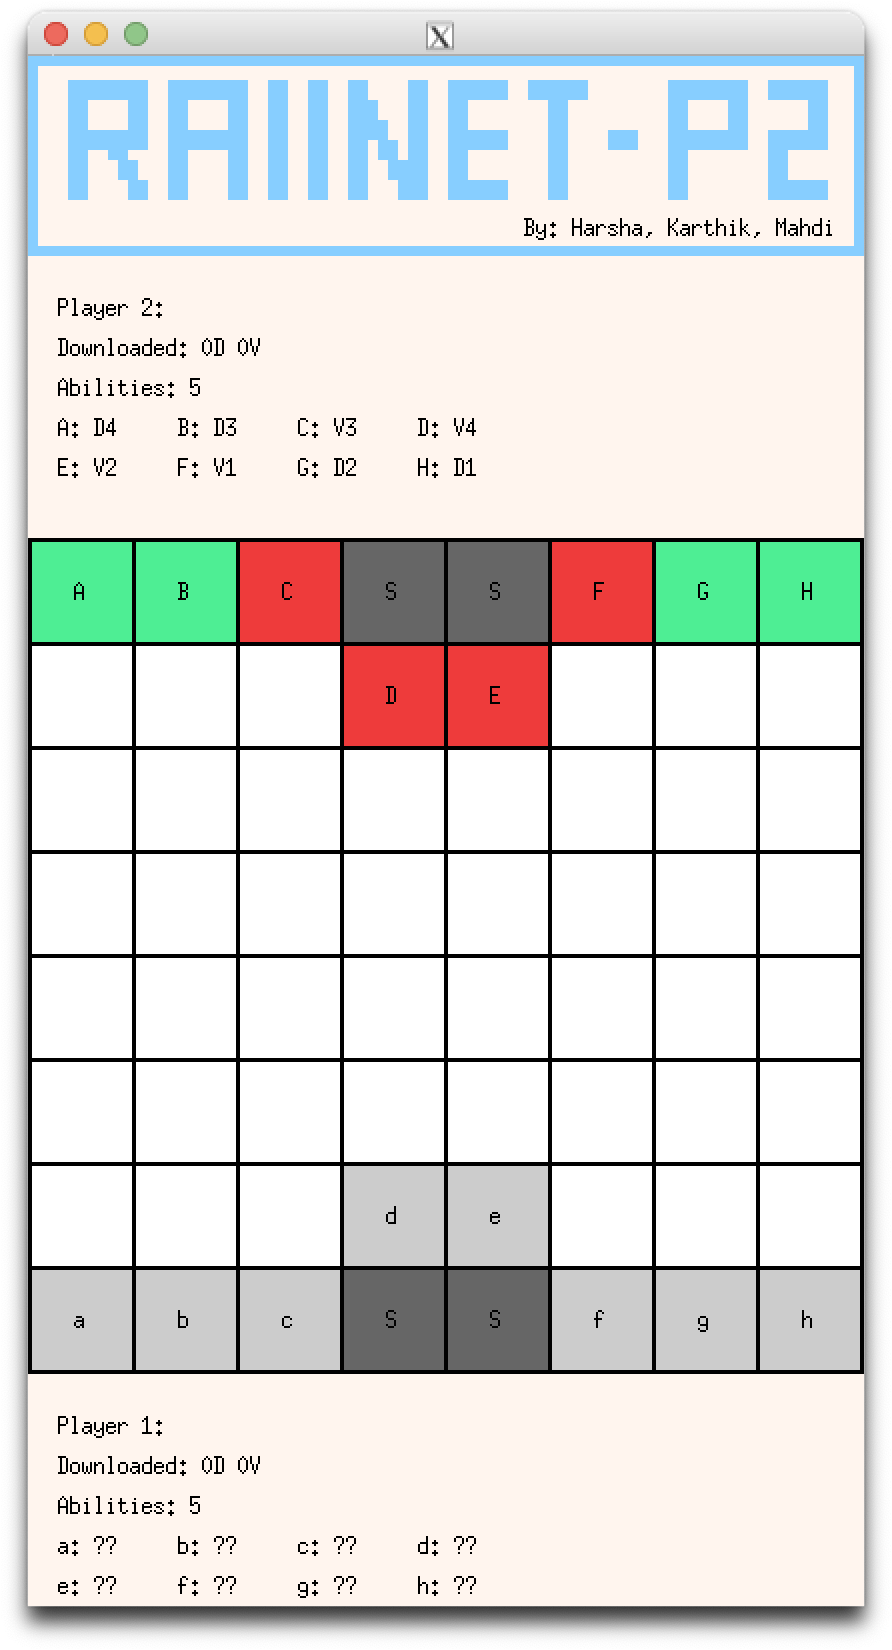 RAIINET-P2
By: Harsha, Karthik, Mahdi
Player 2:
Downloaded: 0D 0V
Abilities: 5
A: D4 B: D3 C: V3 D: V4
E: V2 F: V1 G: D2 H: D1
A B C S S F G H
D E
d e
a b c S S f g h
Player 1:
Downloaded: 0D 0V
Abilities: 5
a: ?? b: ?? c: ?? d: ??
e: ?? f: ?? g: ?? h: ??